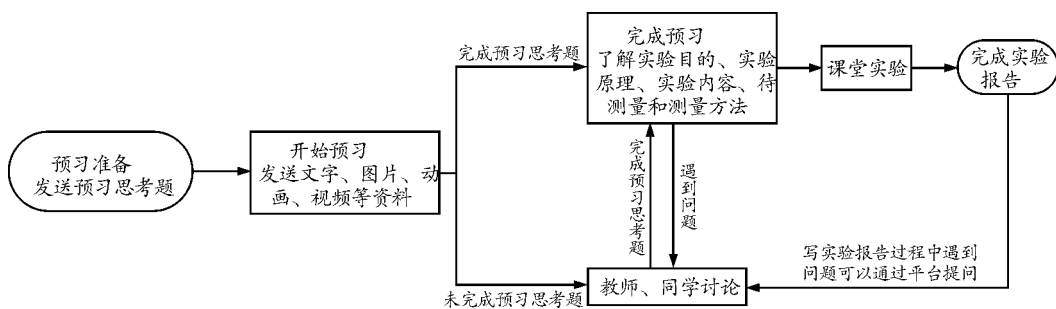 预习准备
发送预习思考题
开始预习
发送文字、图片、动
画、视频等资料
完成预习思考题
未完成预习思考题
完成预习
了解实验目的、实验
原理、实验内容、待
测量和测量方法
完成预习思考题
遇到问题
教师、同学讨论
课堂实验
完成实验
报告
写实验报告过程中遇到
问题可以通过平台提问